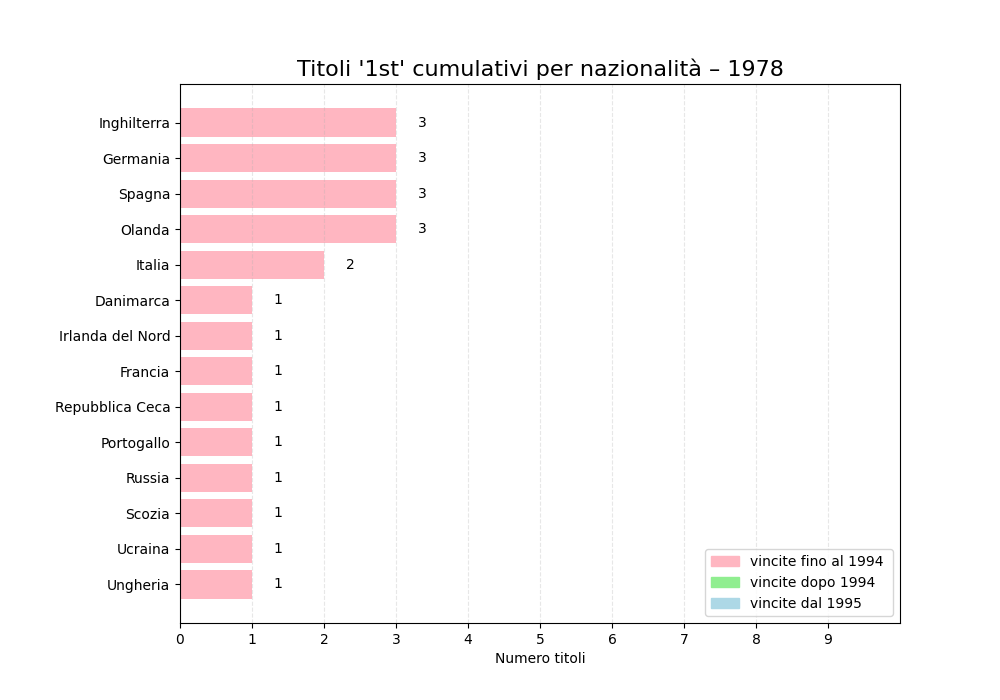 Titoli '1st' cumulativi per nazionalità – 1978
Inghilterra 3
Germania 3
Spagna 3
Olanda 3
Italia 2
Danimarca 1
Irlanda del Nord 1
Francia 1
Repubblica Ceca 1
Portogallo 1
Russia 1
Scozia 1
Ucraina 1
Ungheria 1
vincite fino al 1994
vincite dopo 1994
vincite dal 1995
0 1 2 3 4 5 6 7 8 9
Numero titoli